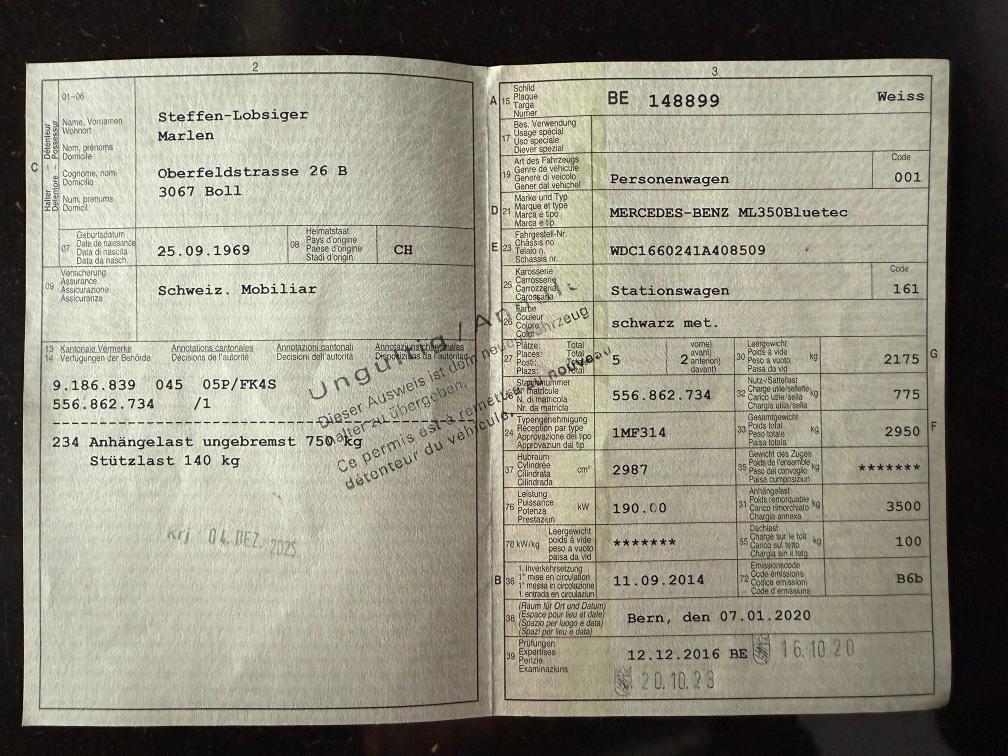 2
01-06
Name, Vornamen
Wohnort
Nom, prénoms
Domicile
Cognome, nomi
Domicilio
Num, prenums
Domicil
C
Halter - Détenteur
Detentore - Possessur
Steffen-Lobsiger
Marlen
Oberfeldstrasse 26 B
3067 Boll
07
Geburtsdatum
Date de naissance
Data di nascita
Data da nasch.
25.09.1969
08
Heimatstaat
Pays d'origine
Paese d'origine
Stadi d'origin
CH
09
Versicherung
Assurance
Assicurazione
Assicuranza
Schweiz. Mobiliar
13 Kantonale Vermerke Annotations cantonales Annotazioni cantonali Annotaziuns chantunalas
14 Verfügungen der Behörde Décisions de l'autorité Decisioni dell'autorità Disposiziuns da l'autoritad
9.186.839 045 05P/FK4S
556.862.734 /1
234 Anhängelast ungebremst 750 kg
Stützlast 140 kg
Ungültig / Annulé
Dieser Ausweis ist dem neuen Fahrzeug
halter zu übergeben.
Ce permis est à remettre au nouveau
détenteur du véhicule.
Krj 04. DEZ. 2025
3
A 15
Schild
Plaque
Targa
Numer
BE 148899 Weiss
17
Bes. Verwendung
Usage spécial
Uso speciale
Diever spezial
19
Art des Fahrzeugs
Genre de véhicule
Genere di veicolo
Gener dal vehichel
Personenwagen
Code
001
D 21
Marke und Typ
Marque et type
Marca e tipo
Marca e tip
MERCEDES-BENZ ML350Bluetec
E 23
Fahrgestell-Nr.
Châssis no
Telaio n.
Schassis nr.
WDC1660241A408509
25
Karosserie
Carrosserie
Carrozzeria
Carossaria
Stationswagen
Code
161
26
Farbe
Couleur
Colore
Colur
schwarz met.
27
Plätze: Total
Places: Total
Posti: Totale
Plazs: Total
5
2
vorne)
avant)
anteriori)
davant)
30
Leergewicht
Poids à vide
Peso a vuoto
Paisa da vid
kg
2175
G
Stammnummer
N° matricule
N. di matricola
Nr. da matricla
556.862.734
32
Nutz-/Sattellast
Charge utile/sellette
Carico utile/sella
Chargia utila/sella
kg
775
24
Typengenehmigung
Réception par type
Approvazione del tipo
Approvaziun dal tip
1MF314
33
Gesamtgewicht
Poids total
Peso totale
Paisa totala
kg
2950
F
37
Hubraum
Cylindrée
Cilindrata
Cilindrada
cm³
2987
35
Gewicht des Zuges
Poids de l'ensemble
Peso del convoglio
Paisa cumposiziun
kg
*******
76
Leistung
Puissance
Potenza
Prestaziun
kW
190.00
31
Anhängelast
Poids remorquable
Carico rimorchiato
Chargia annexa
kg
3500
78 kW/kg
Leergewicht
poids à vide
peso a vuoto
paisa da vid
*******
55
Dachlast
Charge sur le toit
Carico sul tetto
Chargia sin il tetg
kg
100
B 36
1. Inverkehrsetzung
1re mise en circulation
1a messa in circolazione
1. entrada en circulaziun
11.09.2014
72
Emissionscode
Code émissions
Codice emissioni
Code d'emissiuns
B6b
38
(Raum für Ort und Datum)
(Espace pour lieu et date)
(Spazio per luogo e data)
(Spazi per lieu e data)
Bern, den 07.01.2020
39
Prüfungen
Expertises
Perizie
Examinaziuns
12.12.2016 BE 16.10.20
20.10.23